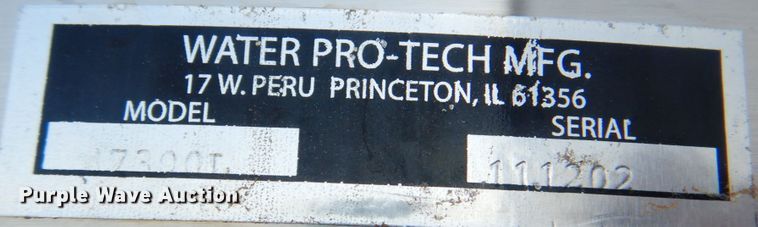 WATER PRO-TECH MFG.
17 W. PERU PRINCETON, IL 61356
MODEL
SERIAL
111202
Purple Wave Auction